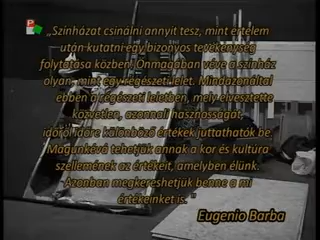 „Színházat csinálni annyit tesz, mint értelem
után kutatni egy bizonyos tevékenység
folytatása közben. Önmagában véve a színház
olyan, mint egy régészeti lelet. Mindazonáltal
ebben a régészeti leletben, mely elvesztette
közvetlen, azonnali hasznosságát,
időről időre különböző értékek juttathatók be.
Magunkévá tehetjük annak a kor és kultúra
szellemének az értékeit, amelyben élünk.
Azonban megkereshetjük benne a mi
értékeinket is. "
Eugenio Barba